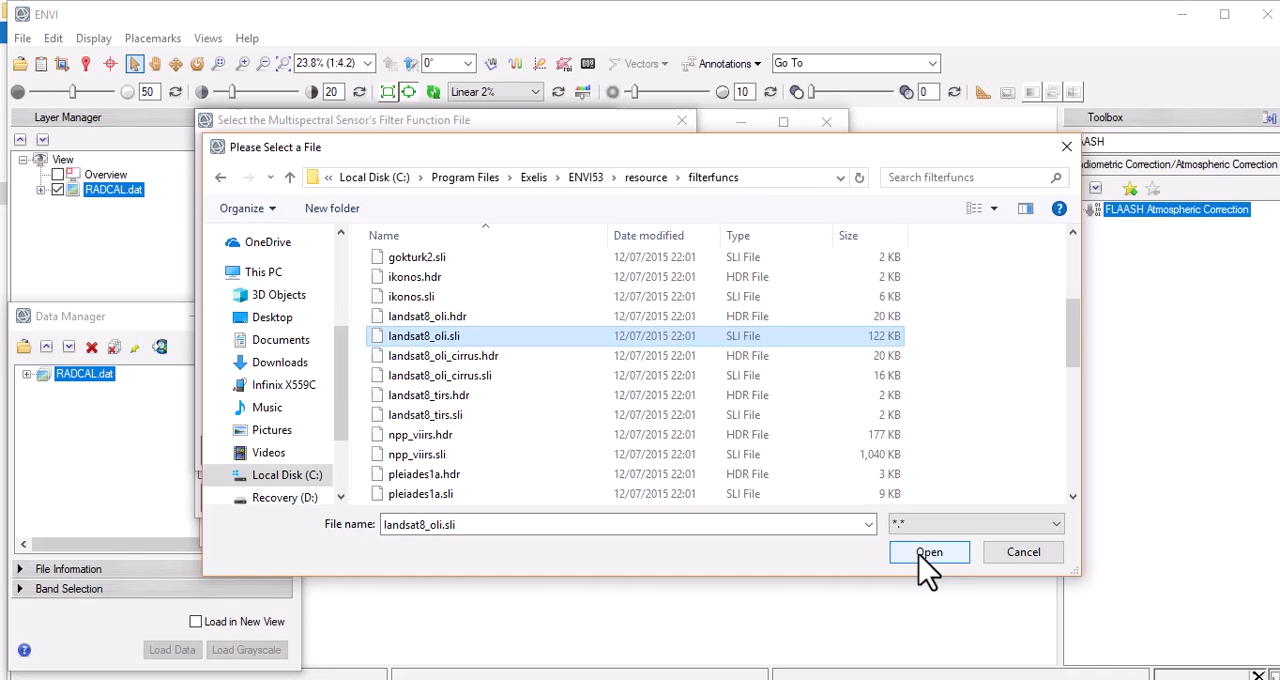 ENVI
File Edit Display Placemarks Views Help
23.8% (1:4.2) 0° Vectors Annotations Go To
50 20 Linear 2% 10 0
Layer Manager
View
Overview
RADCAL.dat
Select the Multispectral Sensor's Filter Function File
Toolbox
AASH
diometric Correction/Atmospheric Correction
FLAASH Atmospheric Correction
Please Select a File
« Local Disk (C:) > Program Files > Exelis > ENVI53 > resource > filterfuncs
Search filterfuncs
Organize New folder
OneDrive
This PC
3D Objects
Desktop
Documents
Downloads
Infinix X559C
Music
Pictures
Videos
Local Disk (C:)
Recovery (D:)
Name Date modified Type Size
gokturk2.sli 12/07/2015 22:01 SLI File 2 KB
ikonos.hdr 12/07/2015 22:01 HDR File 2 KB
ikonos.sli 12/07/2015 22:01 SLI File 6 KB
landsat8_oli.hdr 12/07/2015 22:01 HDR File 20 KB
landsat8_oli.sli 12/07/2015 22:01 SLI File 122 KB
landsat8_oli_cirrus.hdr 12/07/2015 22:01 HDR File 20 KB
landsat8_oli_cirrus.sli 12/07/2015 22:01 SLI File 16 KB
landsat8_tirs.hdr 12/07/2015 22:01 HDR File 2 KB
landsat8_tirs.sli 12/07/2015 22:01 SLI File 2 KB
npp_viirs.hdr 12/07/2015 22:01 HDR File 177 KB
npp_viirs.sli 12/07/2015 22:01 SLI File 1,040 KB
pleiades1a.hdr 12/07/2015 22:01 HDR File 3 KB
pleiades1a.sli 12/07/2015 22:01 SLI File 9 KB
File name: landsat8_oli.sli *.*
Open Cancel
Data Manager
RADCAL.dat
File Information
Band Selection
Load in New View
Load Data Load Grayscale